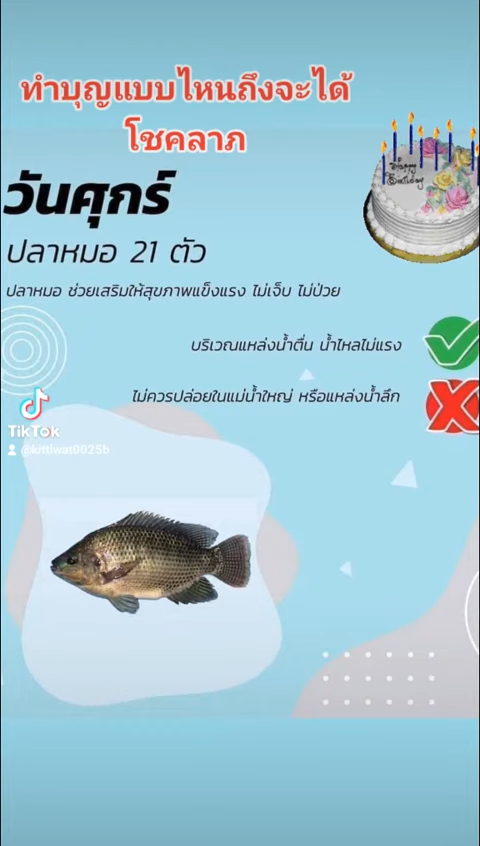 ทำบุญแบบไหนถึงจะได้
โชคลาภ
Happy
Birthday
วันศุกร์
ปลาหมอ 21 ตัว
ปลาหมอ ช่วยเสริมให้สุขภาพแข็งแรง ไม่เจ็บ ไม่ป่วย
บริเวณแหล่งน้ำตื่น น้ำไหลไม่แรง
ไม่ควรปล่อยในแม่น้ำใหญ่ หรือแหล่งน้ำลึก
TikTok
@kittiwat0025b